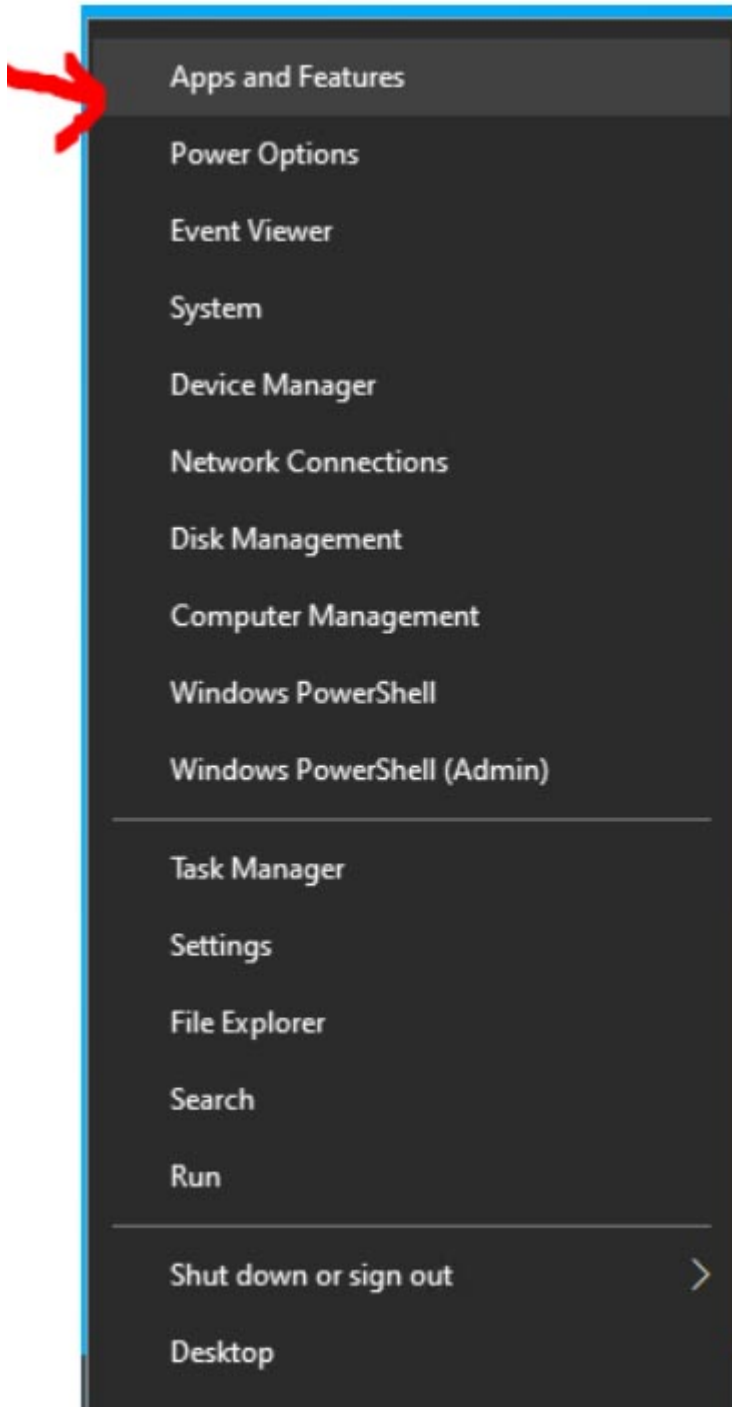 Apps and Features
Power Options
Event Viewer
System
Device Manager
Network Connections
Disk Management
Computer Management
Windows PowerShell
Windows PowerShell (Admin)
Task Manager
Settings
File Explorer
Search
Run
Shut down or sign out
Desktop